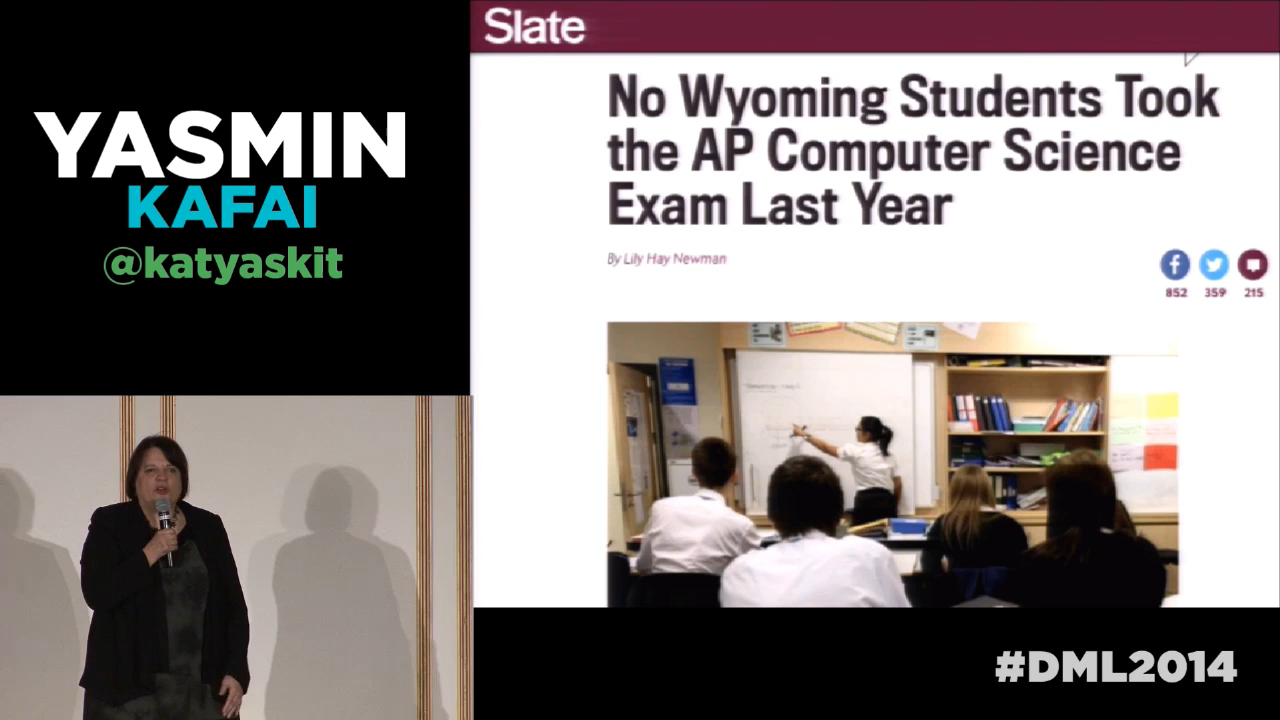 YASMIN
KAFAI
@katyaskit
Slate
No Wyoming Students Took
the AP Computer Science
Exam Last Year
By Lily Hay Newman
852 359 215
#DML2014